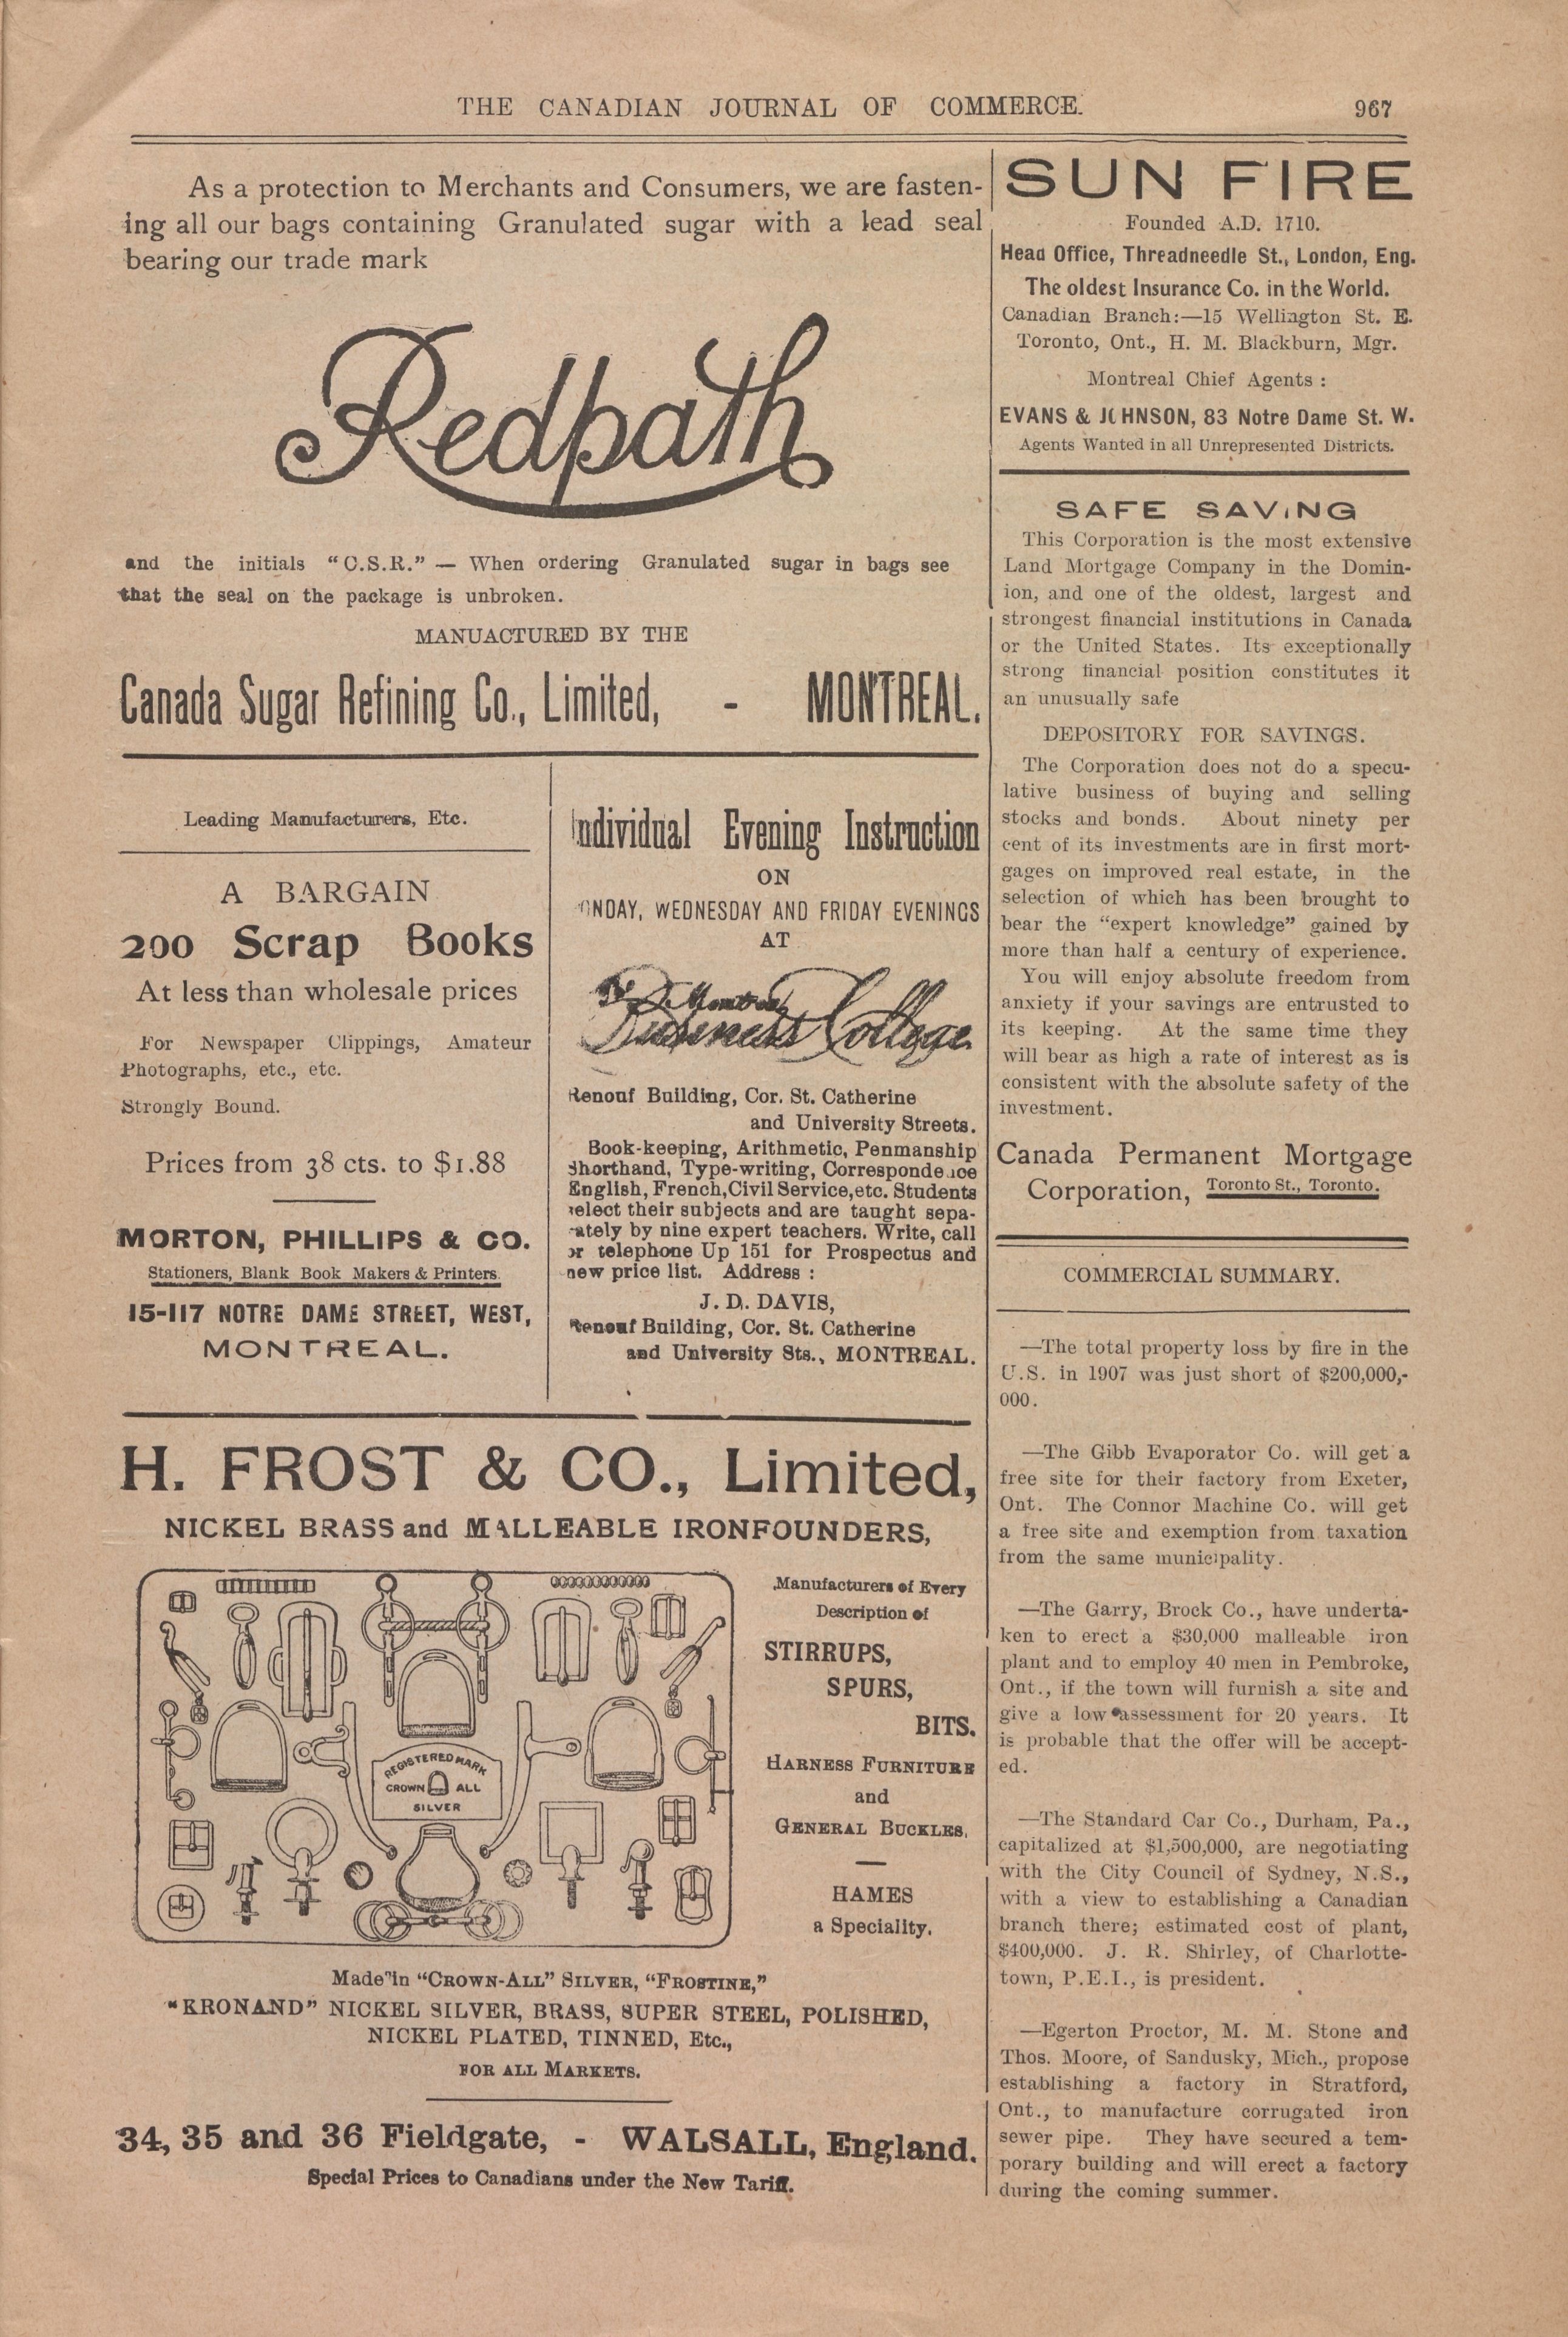 THE CANADIAN JOURNAL OF COMMERCE.
967
As a protection to Merchants and Consumers, we are fasten-
ing all our bags containing Granulated sugar with a lead seal
bearing our trade mark
Redpath
and the initials “C.S.R.” — When ordering Granulated sugar in bags see
that the seal on the package is unbroken.
MANUACTURED BY THE
Canada Sugar Refining Co., Limited, - MONTREAL.
Leading Manufacturers, Etc.
A BARGAIN
200 Scrap Books
At less than wholesale prices
For Newspaper Clippings, Amateur
Photographs, etc., etc.
Strongly Bound.
Prices from 38 cts. to $1.88
MORTON, PHILLIPS & CO.
Stationers, Blank Book Makers & Printers.
15-117 NOTRE DAME STREET, WEST,
MONTREAL.
Individual Evening Instruction
ON
ONDAY, WEDNESDAY AND FRIDAY EVENINGS
AT
Montreal
Business College
Renouf Building, Cor. St. Catherine
and University Streets.
Book-keeping, Arithmetic, Penmanship
Shorthand, Type-writing, Correspondence
English, French, Civil Service, etc. Students
select their subjects and are taught sepa-
rately by nine expert teachers. Write, call
or telephone Up 151 for Prospectus and
new price list. Address :
J. D. DAVIS,
Renouf Building, Cor. St. Catherine
and University Sts., MONTREAL.
H. FROST & CO., Limited,
NICKEL BRASS and MALLEABLE IRONFOUNDERS,
REGISTERED MARK
CROWN ALL
SILVER
Manufacturers of Every
Description of
STIRRUPS,
SPURS,
BITS.
HARNESS FURNITURE
and
GENERAL BUCKLES,
HAMES
a Speciality.
Made in “CROWN-ALL” SILVER, “FROSTINE,”
“KRONAND” NICKEL SILVER, BRASS, SUPER STEEL, POLISHED,
NICKEL PLATED, TINNED, Etc.,
FOR ALL MARKETS.
34, 35 and 36 Fieldgate, - WALSALL, England.
Special Prices to Canadians under the New Tariff.
SUN FIRE
Founded A.D. 1710.
Head Office, Threadneedle St., London, Eng.
The oldest Insurance Co. in the World.
Canadian Branch:—15 Wellington St. E.
Toronto, Ont., H. M. Blackburn, Mgr.
Montreal Chief Agents :
EVANS & JOHNSON, 83 Notre Dame St. W.
Agents Wanted in all Unrepresented Districts.
SAFE SAVING
This Corporation is the most extensive
Land Mortgage Company in the Domin-
ion, and one of the oldest, largest and
strongest financial institutions in Canada
or the United States. Its exceptionally
strong financial position constitutes it
an unusually safe
DEPOSITORY FOR SAVINGS.
The Corporation does not do a specu-
lative business of buying and selling
stocks and bonds. About ninety per
cent of its investments are in first mort-
gages on improved real estate, in the
selection of which has been brought to
bear the “expert knowledge” gained by
more than half a century of experience.
You will enjoy absolute freedom from
anxiety if your savings are entrusted to
its keeping. At the same time they
will bear as high a rate of interest as is
consistent with the absolute safety of the
investment.
Canada Permanent Mortgage
Corporation, Toronto St., Toronto.
COMMERCIAL SUMMARY.
—The total property loss by fire in the
U.S. in 1907 was just short of $200,000,-
000.
—The Gibb Evaporator Co. will get a
free site for their factory from Exeter,
Ont. The Connor Machine Co. will get
a free site and exemption from taxation
from the same municipality.
—The Garry, Brock Co., have underta-
ken to erect a $30,000 malleable iron
plant and to employ 40 men in Pembroke,
Ont., if the town will furnish a site and
give a low assessment for 20 years. It
is probable that the offer will be accept-
ed.
—The Standard Car Co., Durham, Pa.,
capitalized at $1,500,000, are negotiating
with the City Council of Sydney, N.S.,
with a view to establishing a Canadian
branch there; estimated cost of plant,
$400,000. J. R. Shirley, of Charlotte-
town, P.E.I., is president.
—Egerton Proctor, M. M. Stone and
Thos. Moore, of Sandusky, Mich., propose
establishing a factory in Stratford,
Ont., to manufacture corrugated iron
sewer pipe. They have secured a tem-
porary building and will erect a factory
during the coming summer.